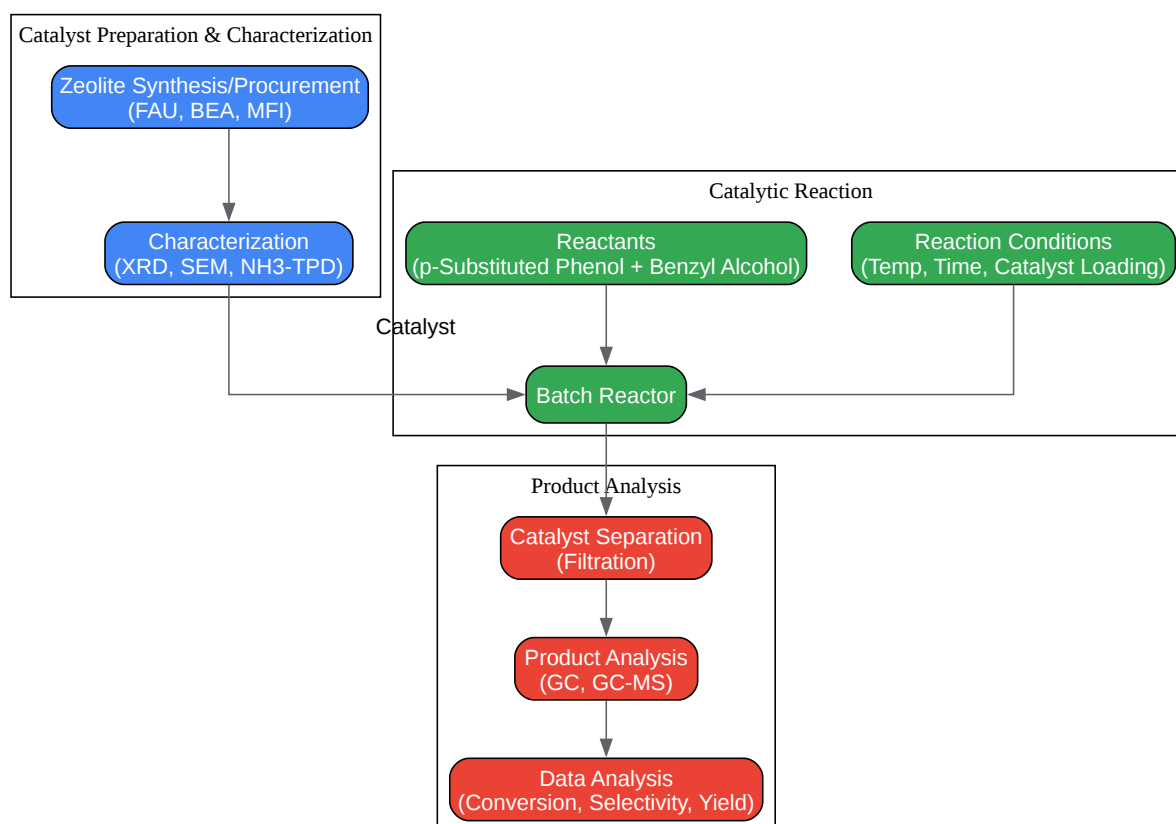 Catalyst Preparation & Characterization
Zeolite Synthesis/Procurement
(FAU, BEA, MFI)
Characterization
(XRD, SEM, NH3-TPD)
Catalyst
Catalytic Reaction
Reactants
(p-Substituted Phenol + Benzyl Alcohol)
Reaction Conditions
(Temp, Time, Catalyst Loading)
Batch Reactor
Product Analysis
Catalyst Separation
(Filtration)
Product Analysis
(GC, GC-MS)
Data Analysis
(Conversion, Selectivity, Yield)